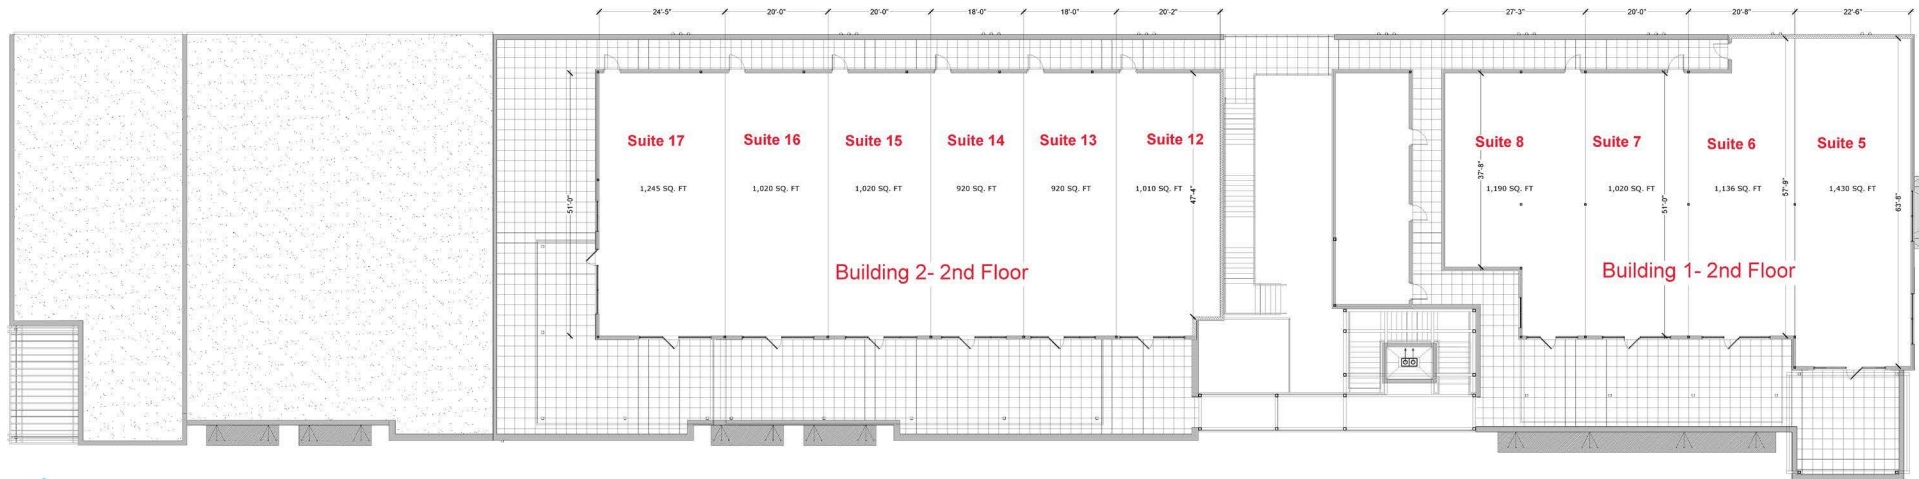 24'-5" 20'-0" 20'-0" 18'-0" 18'-0" 20'-2" 27'-3" 20'-0" 20'-8" 22'-6"
Suite 17 Suite 16 Suite 15 Suite 14 Suite 13 Suite 12 Suite 8 Suite 7 Suite 6 Suite 5
1,245 SQ. FT 1,020 SQ. FT 1,020 SQ. FT 920 SQ. FT 920 SQ. FT 1,010 SQ. FT 1,190 SQ. FT 1,020 SQ. FT 1,136 SQ. FT 1,430 SQ. FT
51'-0" 47'-4" 37'-8" 51'-0" 57'-9" 63'-8"
Building 2- 2nd Floor Building 1- 2nd Floor